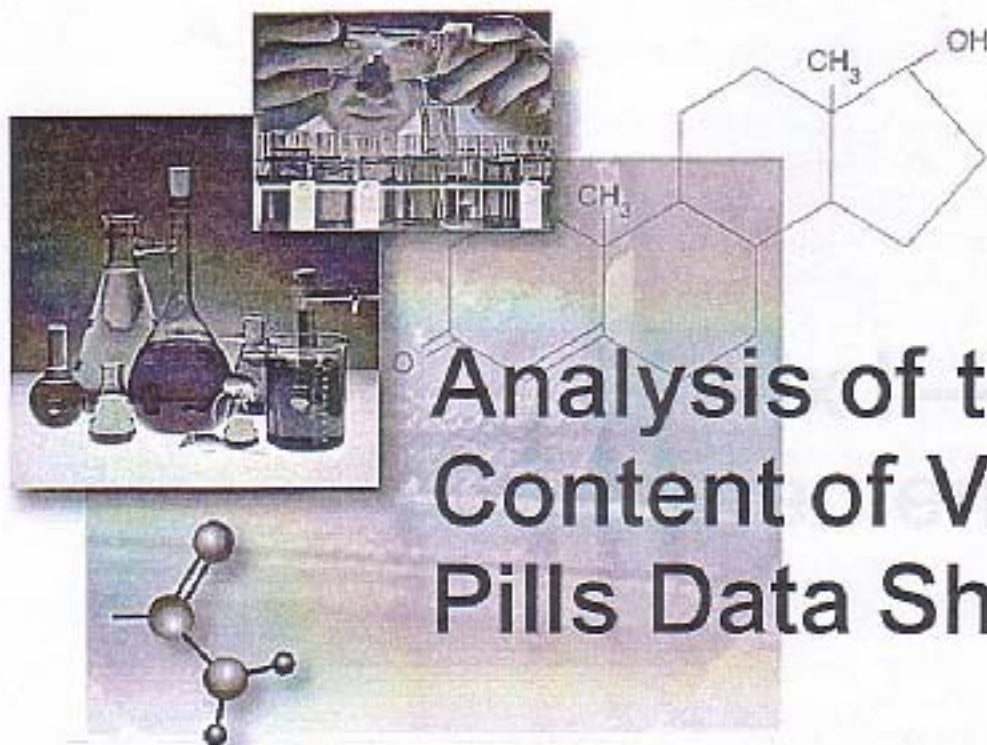 OH
CH₃
CH₃
O
Analysis of t
Content of V
Pills Data Sh